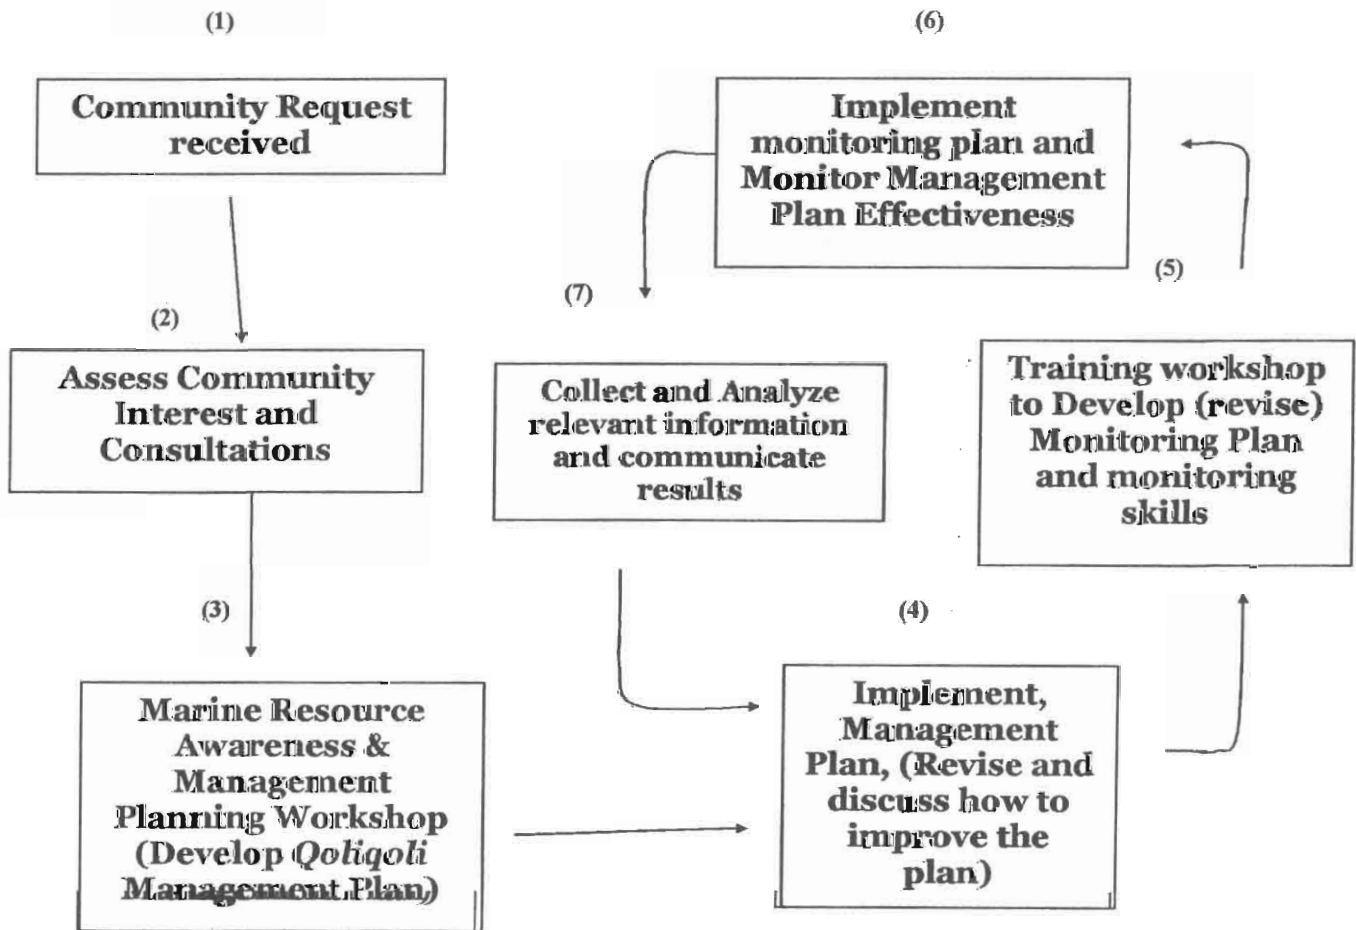 (1)
Community Request
received
(2)
Assess Community
Interest and
Consultations
(3)
Marine Resource
Awareness &
Management
Planning Workshop
(Develop Qoliqoli
Management Plan)
(4)
Implement,
Management
Plan, (Revise and
discuss how to
improve the
plan)
(5)
Training workshop
to Develop (revise)
Monitoring Plan
and monitoring
skills
(6)
Implement
monitoring plan and
Monitor Management
Plan Effectiveness
(7)
Collect and Analyze
relevant information
and communicate
results